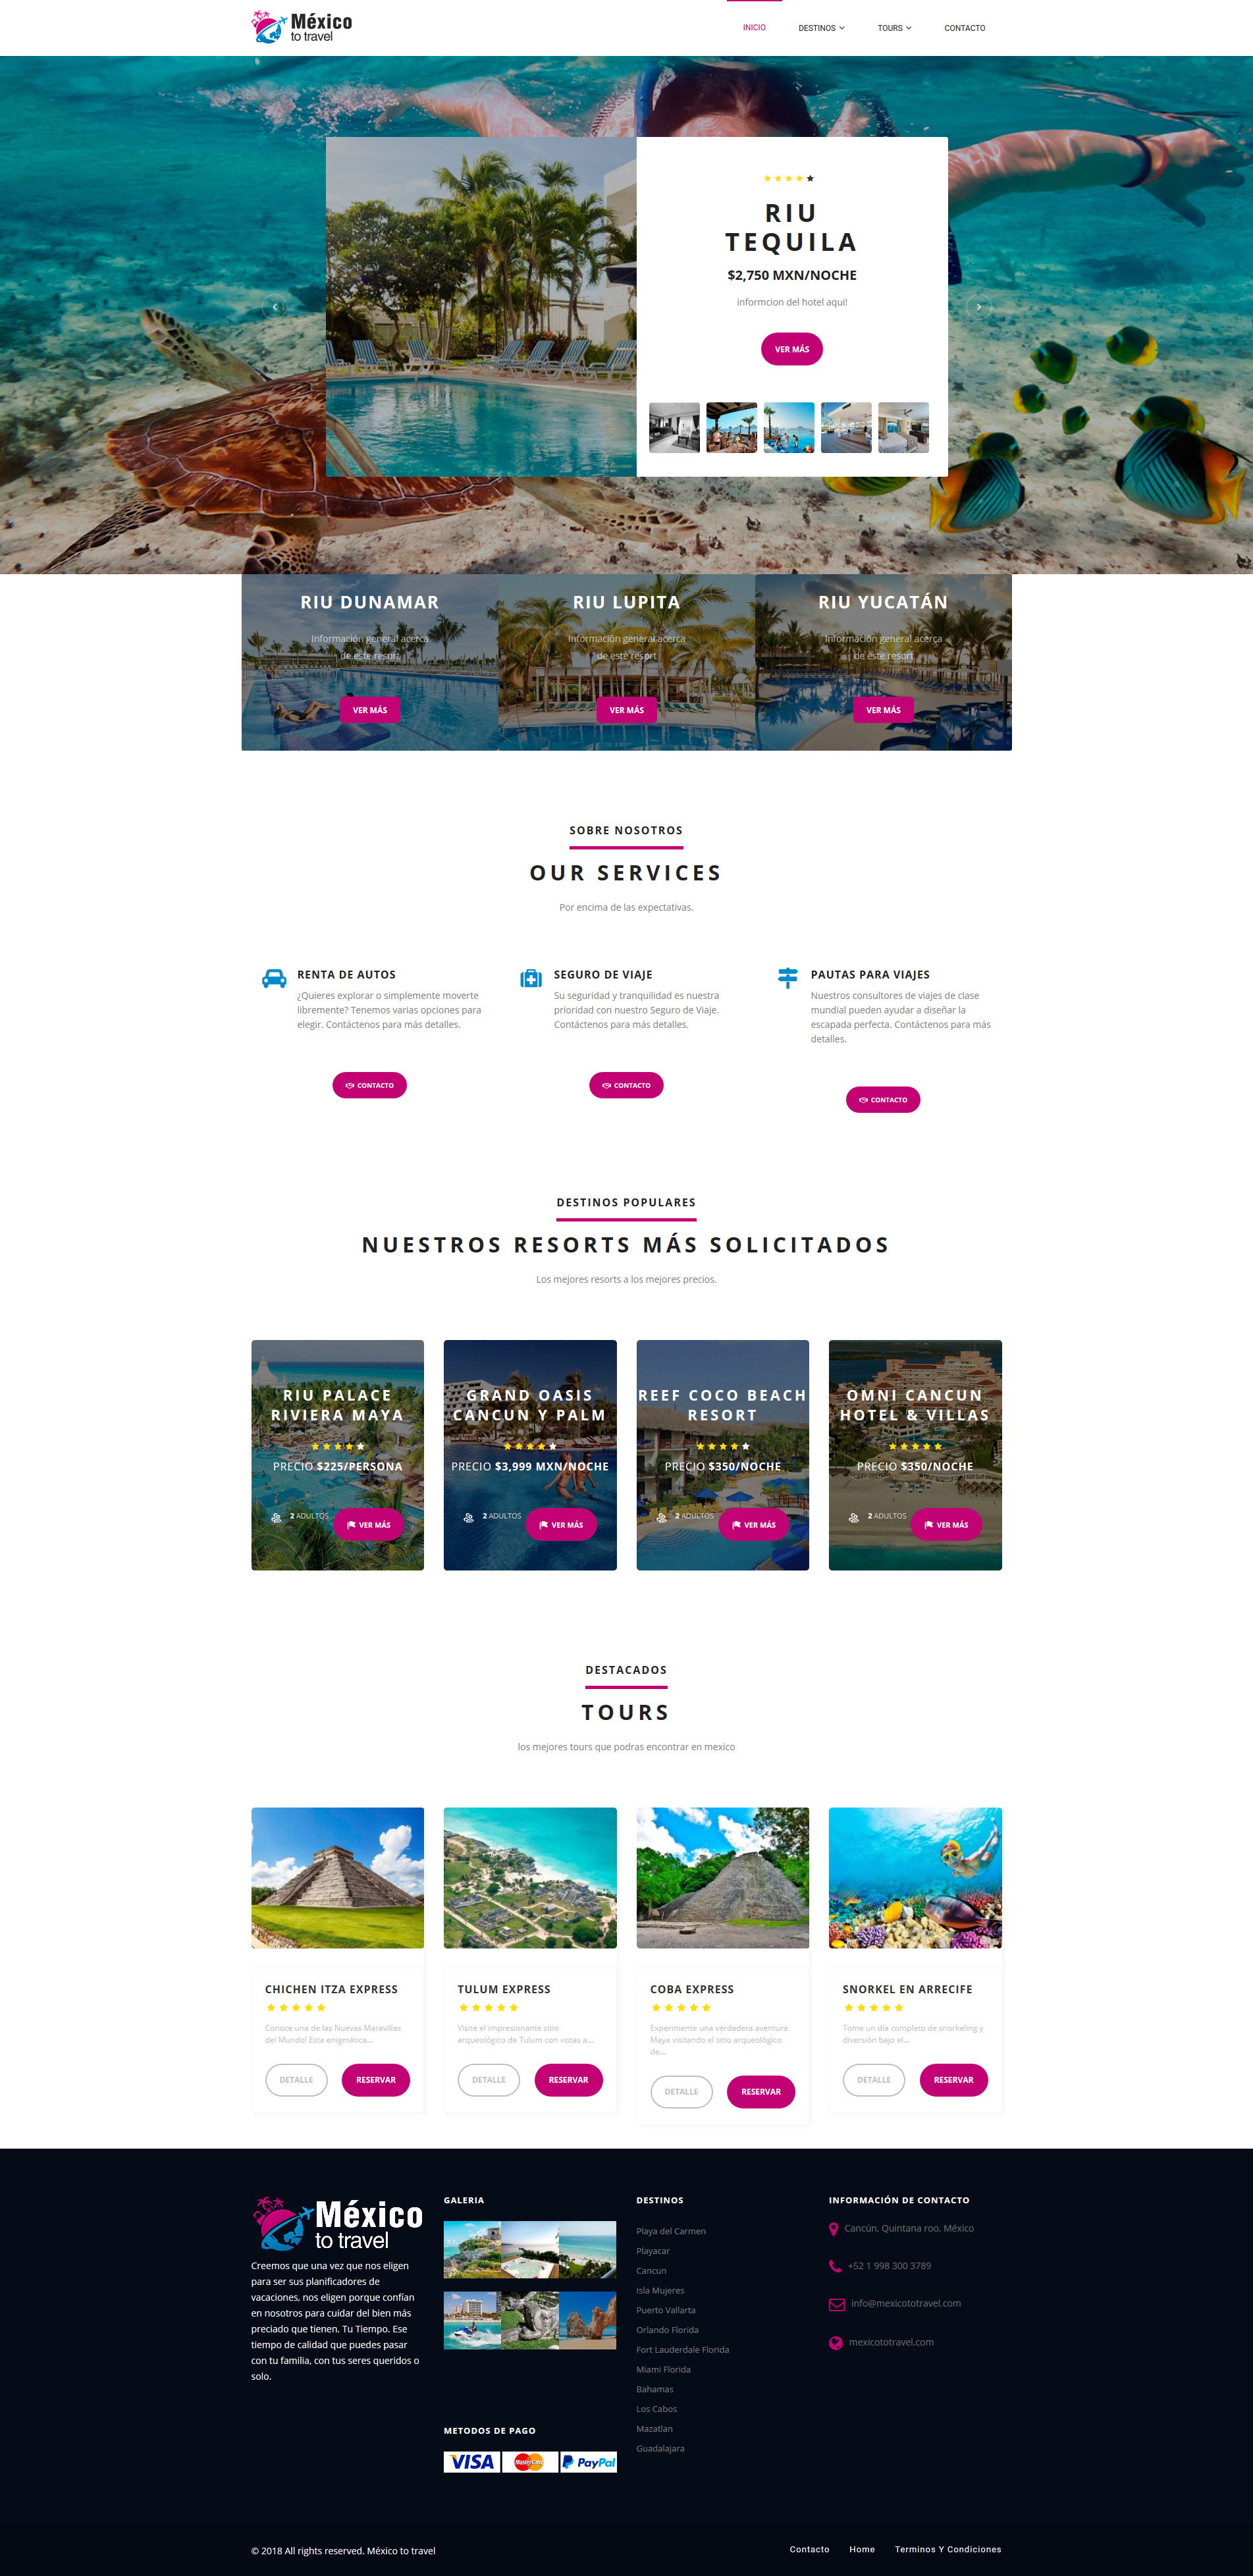 México
to travel
INICIO
DESTINOS
TOURS
CONTACTO
RIU
TEQUILA
$2,750 MXN/NOCHE
informcion del hotel aqui!
VER MÁS
RIU DUNAMAR
Información general acerca
de este resort
VER MÁS
RIU LUPITA
Información general acerca
de este resort
VER MÁS
RIU YUCATÁN
Información general acerca
de este resort
VER MÁS
SOBRE NOSOTROS
OUR SERVICES
Por encima de las expectativas.
RENTA DE AUTOS
¿Quieres explorar o simplemente moverte
libremente? Tenemos varias opciones para
elegir. Contáctenos para más detalles.
CONTACTO
SEGURO DE VIAJE
Su seguridad y tranquilidad es nuestra
prioridad con nuestro Seguro de Viaje.
Contáctenos para más detalles.
CONTACTO
PAUTAS PARA VIAJES
Nuestros consultores de viajes de clase
mundial pueden ayudar a diseñar la
escapada perfecta. Contáctenos para más
detalles.
CONTACTO
DESTINOS POPULARES
NUESTROS RESORTS MÁS SOLICITADOS
Los mejores resorts a los mejores precios.
RIU PALACE
RIVIERA MAYA
PRECIO $225/PERSONA
2 ADULTOS
VER MÁS
GRAND OASIS
CANCUN Y PALM
PRECIO $3,999 MXN/NOCHE
2 ADULTOS
VER MÁS
REEF COCO BEACH
RESORT
PRECIO $350/NOCHE
2 ADULTOS
VER MÁS
OMNI CANCUN
HOTEL & VILLAS
PRECIO $350/NOCHE
2 ADULTOS
VER MÁS
DESTACADOS
TOURS
los mejores tours que podras encontrar en mexico
CHICHEN ITZA EXPRESS
Conoce una de las Nuevas Maravillas
del Mundo! Esta enigmática...
DETALLE
RESERVAR
TULUM EXPRESS
Visite el impresionante sitio
arqueológico de Tulum con vistas a...
DETALLE
RESERVAR
COBA EXPRESS
Experimente una verdadera aventura
Maya visitando el sitio arqueológico
de...
DETALLE
RESERVAR
SNORKEL EN ARRECIFE
Tome un día completo de snorkeling y
diversión bajo el...
DETALLE
RESERVAR
México
to travel
Creemos que una vez que nos eligen
para ser sus planificadores de
vacaciones, nos eligen porque confían
en nosotros para cuidar del bien más
preciado que tienen. Tu Tiempo. Ese
tiempo de calidad que puedes pasar
con tu familia, con tus seres queridos o
solo.
GALERIA
METODOS DE PAGO
VISA
MasterCard
PayPal
DESTINOS
Playa del Carmen
Playacar
Cancun
Isla Mujeres
Puerto Vallarta
Orlando Florida
Fort Lauderdale Florida
Miami Florida
Bahamas
Los Cabos
Mazatlan
Guadalajara
INFORMACIÓN DE CONTACTO
Cancún, Quintana roo, México
+52 1 998 300 3789
info@mexicototravel.com
mexicototravel.com
© 2018 All rights reserved. México to travel
Contacto
Home
Terminos Y Condiciones